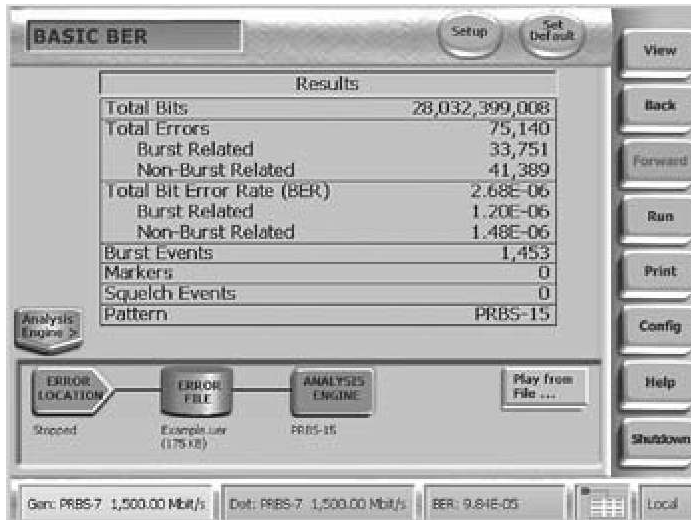 BASIC BER
Setup
Set Default
Results
Total Bits 28,032,399,008
Total Errors 75,140
Burst Related 33,751
Non-Burst Related 41,389
Total Bit Error Rate (BER) 2.68E-06
Burst Related 1.20E-06
Non-Burst Related 1.48E-06
Burst Events 1,453
Markers 0
Squelch Events 0
Pattern PRBS-15
Analysis
Engine >
ERROR
LOCATION
ERROR
FILE
ANALYSIS
ENGINE
Play from
File ...
Stopped
Example.uer
(175 KB)
PRBS-15
View
Back
Forward
Run
Print
Config
Help
Shutdown
Gen: PRBS-7 1,500.00 Mbit/s
Det: PRBS-7 1,500.00 Mbit/s
BER: 9.84E-05
Local